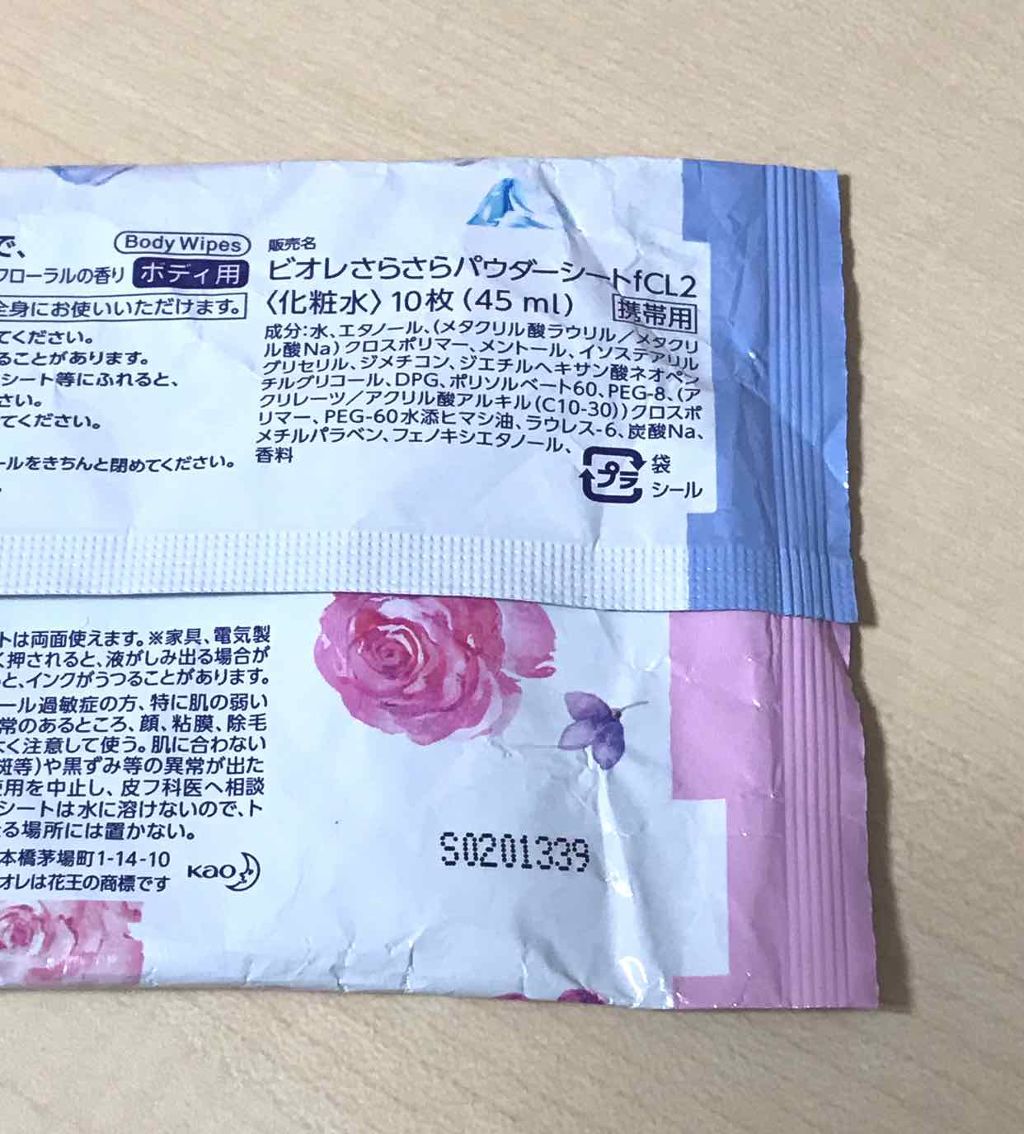 で、
Body Wipes
フローラルの香り ボディ用
全身にお使いいただけます。
てください。
ることがあります。
シート等にふれると、
さい。
てください。
ールをきちんと閉めてください。
販売名
ビオレさらさらパウダーシートfCL2
〈化粧水〉10枚(45 ml) 携帯用
成分:水、エタノール、(メタクリル酸ラウリル/メタクリ
ル酸Na)クロスポリマー、メントール、イソステアリル
グリセリル、ジメチコン、ジエチルヘキサン酸ネオペン
チルグリコール、DPG、ポリソルベート60、PEG-8、(ア
クリレーツ/アクリル酸アルキル(C10-30))クロスポ
リマー、PEG-60水添ヒマシ油、ラウレス-6、炭酸Na、
メチルパラベン、フェノキシエタノール、
香料
プラ
袋
シール
トは両面使えます。※家具、電気製
く押されると、液がしみ出る場合が
と、インクがうつることがあります。
ール過敏症の方、特に肌の弱い
常のあるところ、顔、粘膜、除毛
よく注意して使う。肌に合わない
斑等)や黒ずみ等の異常が出た
使用を中止し、皮フ科医へ相談
シートは水に溶けないので、ト
る場所には置かない。
本橋茅場町1-14-10
オレは花王の商標です
kao
S0201339